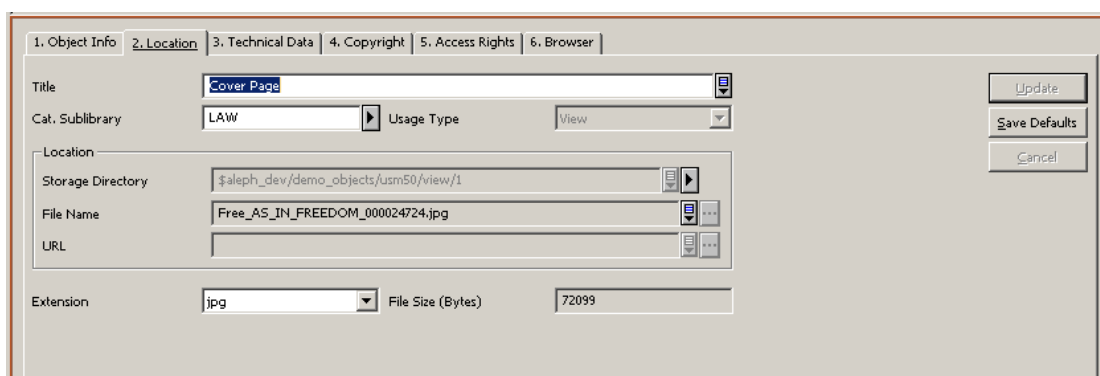 1. Object Info 2. Location 3. Technical Data 4. Copyright 5. Access Rights 6. Browser
Title Cover Page Update
Cat. Sublibrary LAW Usage Type View Save Defaults
Location Cancel
Storage Directory $aleph_dev/demo_objects/usm50/view/1
File Name Free_AS_IN_FREEDOM_000024724.jpg
URL
Extension jpg File Size (Bytes) 72099